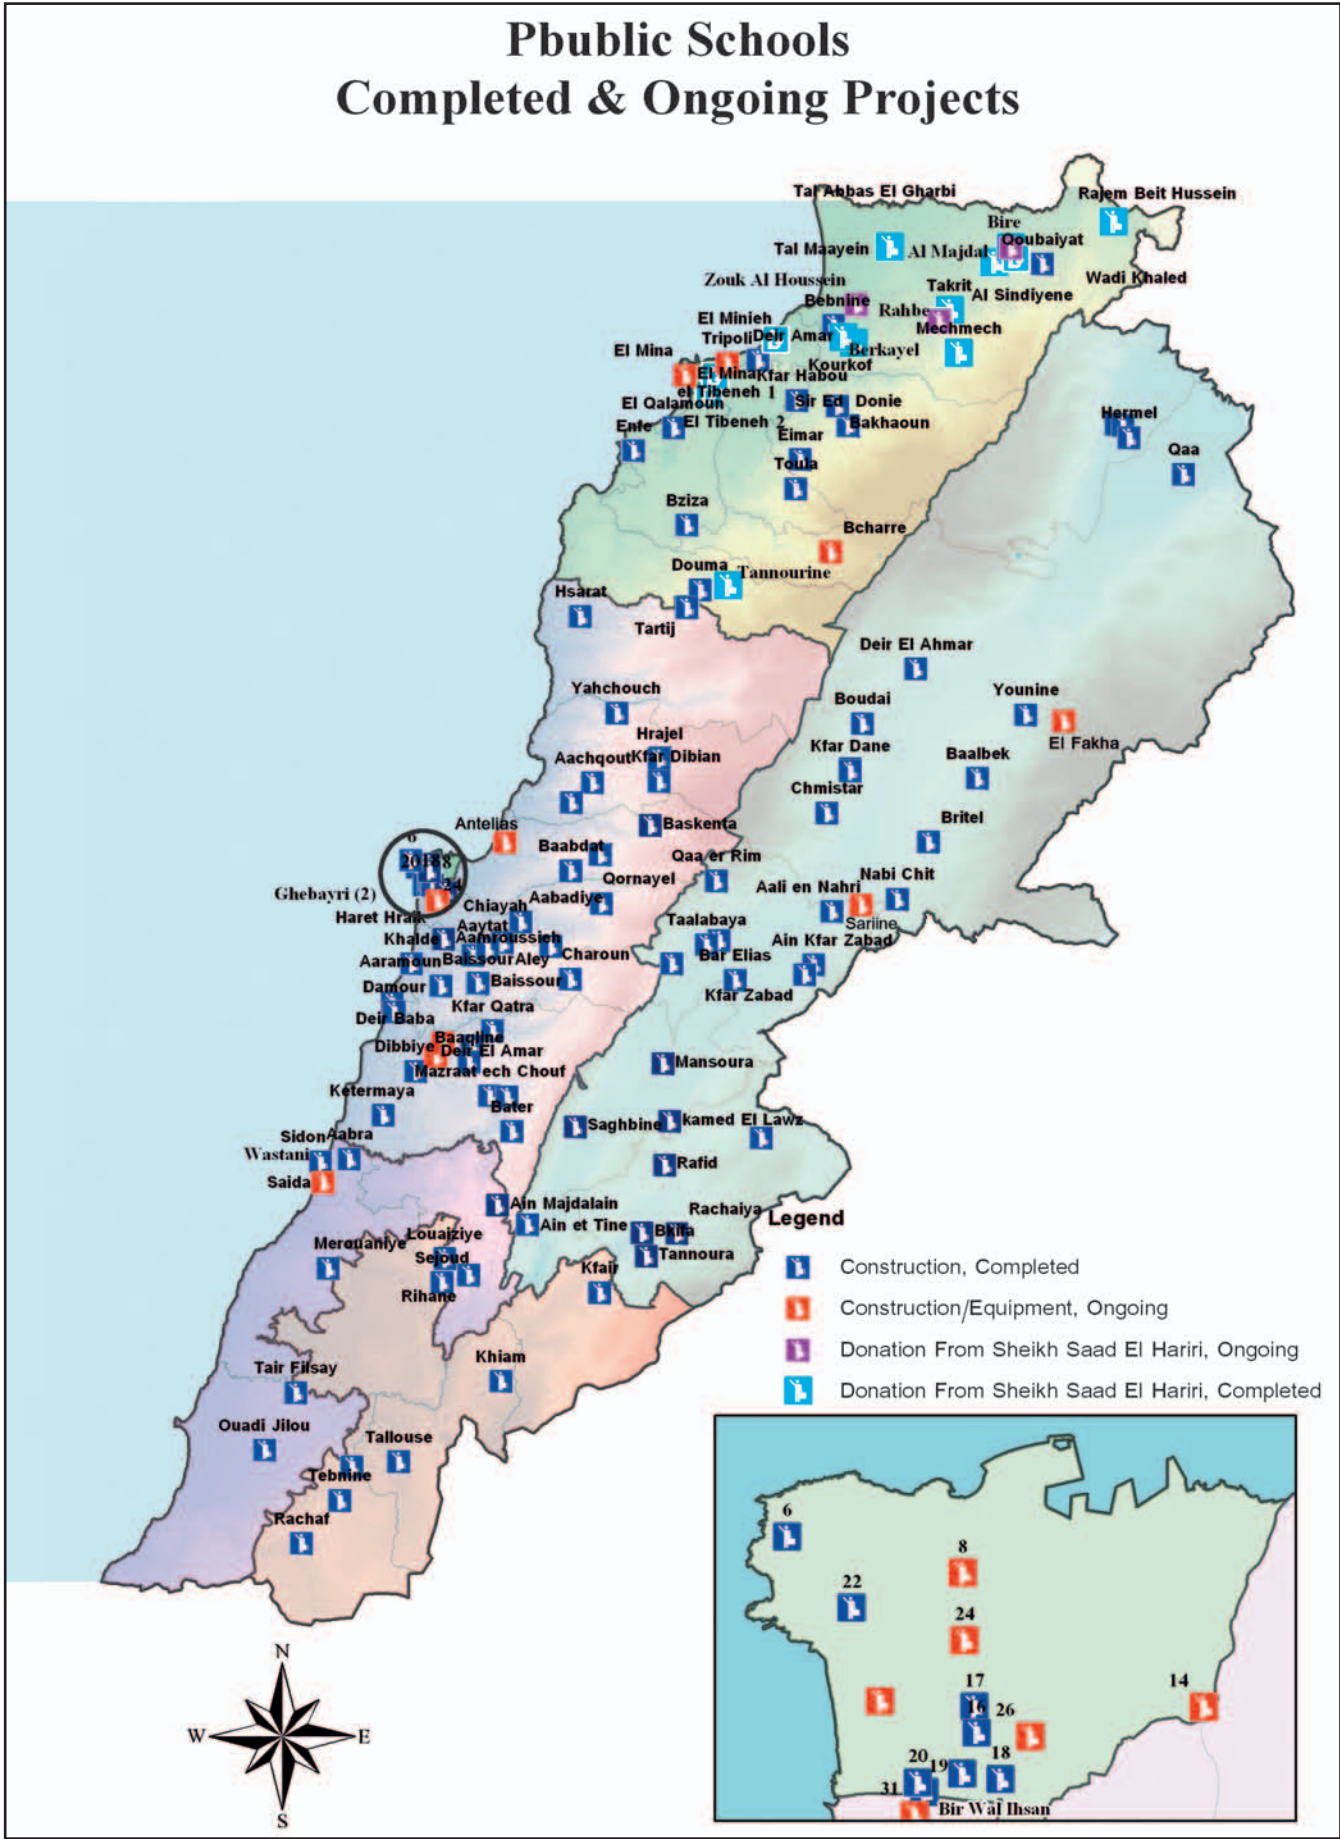 Pbublic Schools
Completed & Ongoing Projects
Tal Abbas El Gharbi
Rajem Beit Hussein
Bire
Tal Maayein
Al Majdal
Qoubaiyat
Wadi Khaled
Zouk Al Houssein
Takrit
Al Sindiyene
Bebnine
Rahbe
El Minieh
Mechmech
Tripoli
Deir Amar
El Mina
Berkayel
Kourkof
El Mina
Kfar Habou
el Tibeneh 1
El Qalamoun
Sir Ed Donie
Hermel
Enfe
El Tibeneh 2
Bakhaoun
Eimar
Qaa
Toula
Bziza
Bcharre
Douma
Tannourine
Hsarat
Tartij
Deir El Ahmar
Yahchouch
Younine
Boudai
Hrajel
El Fakha
Kfar Dane
Aachqout
Kfar Dibian
Baalbek
Chmistar
Antelias
Baskenta
Britel
6
Baabdat
Qaa er Rim
20
18
8
24
Qornayel
Nabi Chit
Aali en Nahri
Ghebayri (2)
Aabadiye
Chiayah
Haret Hraik
Taalabaya
Sariine
Aaytat
Khalde
Aamroussieh
Ain Kfar Zabad
Charoun
Bar Elias
Aaramoun
Baissour
Aley
Baissour
Damour
Kfar Zabad
Kfar Qatra
Deir Baba
Baaqline
Dibbiye
Deir El Amar
Mansoura
Mazraat ech Chouf
Ketermaya
Bater
Saghbine
kamed El Lawz
Sidon
Aabra
Wastani
Rafid
Saida
Ain Majdalain
Rachaiya
Ain et Tine
Bkifa
Louaiziye
Merouaniye
Tannoura
Sejoud
Kfair
Rihane
Khiam
Tair Filsay
Ouadi Jilou
Tallouse
Tebnine
Rachaf
Legend
Construction, Completed
Construction/Equipment, Ongoing
Donation From Sheikh Saad El Hariri, Ongoing
Donation From Sheikh Saad El Hariri, Completed
6
8
22
24
17
14
16
26
20
19
18
31
Bir Wal Ihsan
N
W
E
S